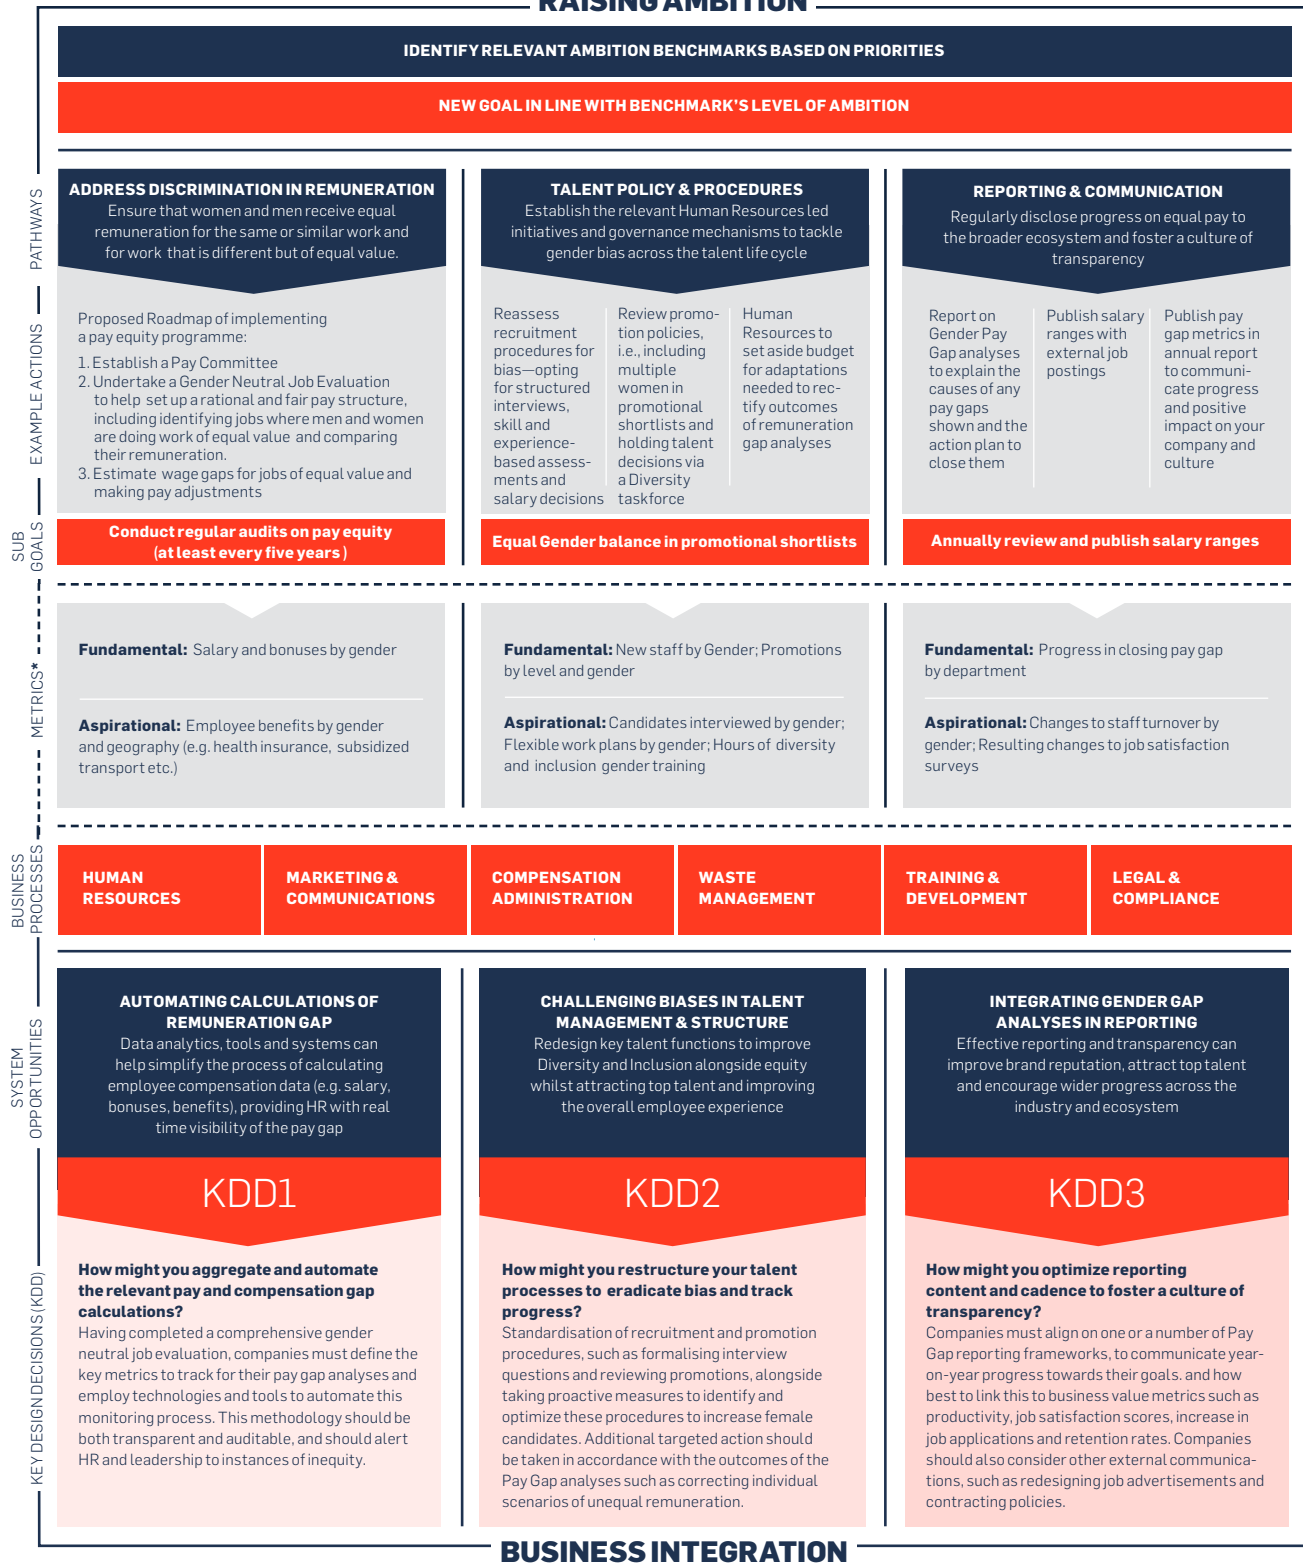 RAISING AMBITION
IDENTIFY RELEVANT AMBITION BENCHMARKS BASED ON PRIORITIES
NEW GOAL IN LINE WITH BENCHMARK'S LEVEL OF AMBITION
PATHWAYS
ADDRESS DISCRIMINATION IN REMUNERATION
Ensure that women and men receive equal
remuneration for the same or similar work and
for work that is different but of equal value.
TALENT POLICY & PROCEDURES
Establish the relevant Human Resources led
initiatives and governance mechanisms to tackle
gender bias across the talent life cycle
REPORTING & COMMUNICATION
Regularly disclose progress on equal pay to
the broader ecosystem and foster a culture of
transparency
EXAMPLE ACTIONS
Proposed Roadmap of implementing
a pay equity programme:
1. Establish a Pay Committee
2. Undertake a Gender Neutral Job Evaluation
to help set up a rational and fair pay structure,
including identifying jobs where men and women
are doing work of equal value and comparing
their remuneration.
3. Estimate wage gaps for jobs of equal value and
making pay adjustments
Reassess
recruitment
procedures for
bias—opting
for structured
interviews,
skill and
experience-
based assess-
ments and
salary decisions
Review promo-
tion policies,
i.e., including
multiple
women in
promotional
shortlists and
holding talent
decisions via
a Diversity
taskforce
Human
Resources to
set aside budget
for adaptations
needed to rec-
tify outcomes
of remuneration
gap analyses
Report on
Gender Pay
Gap analyses
to explain the
causes of any
pay gaps
shown and the
action plan to
close them
Publish salary
ranges with
external job
postings
Publish pay
gap metrics in
annual report
to communi-
cate progress
and positive
impact on your
company and
culture
SUB
GOALS
Conduct regular audits on pay equity
(at least every five years )
Equal Gender balance in promotional shortlists
Annually review and publish salary ranges
METRICS*
Fundamental: Salary and bonuses by gender
Aspirational: Employee benefits by gender
and geography (e.g. health insurance, subsidized
transport etc.)
Fundamental: New staff by Gender; Promotions
by level and gender
Aspirational: Candidates interviewed by gender;
Flexible work plans by gender; Hours of diversity
and inclusion gender training
Fundamental: Progress in closing pay gap
by department
Aspirational: Changes to staff turnover by
gender; Resulting changes to job satisfaction
surveys
BUSINESS
PROCESSES
HUMAN
RESOURCES
MARKETING &
COMMUNICATIONS
COMPENSATION
ADMINISTRATION
WASTE
MANAGEMENT
TRAINING &
DEVELOPMENT
LEGAL &
COMPLIANCE
SYSTEM
OPPORTUNITIES
AUTOMATING CALCULATIONS OF
REMUNERATION GAP
Data analytics, tools and systems can
help simplify the process of calculating
employee compensation data (e.g. salary,
bonuses, benefits), providing HR with real
time visibility of the pay gap
CHALLENGING BIASES IN TALENT
MANAGEMENT & STRUCTURE
Redesign key talent functions to improve
Diversity and Inclusion alongside equity
whilst attracting top talent and improving
the overall employee experience
INTEGRATING GENDER GAP
ANALYSES IN REPORTING
Effective reporting and transparency can
improve brand reputation, attract top talent
and encourage wider progress across the
industry and ecosystem
KEY DESIGN DECISIONS (KDD)
KDD1
How might you aggregate and automate
the relevant pay and compensation gap
calculations?
Having completed a comprehensive gender
neutral job evaluation, companies must define the
key metrics to track for their pay gap analyses and
employ technologies and tools to automate this
monitoring process. This methodology should be
both transparent and auditable, and should alert
HR and leadership to instances of inequity.
KDD2
How might you restructure your talent
processes to eradicate bias and track
progress?
Standardisation of recruitment and promotion
procedures, such as formalising interview
questions and reviewing promotions, alongside
taking proactive measures to identify and
optimize these procedures to increase female
candidates. Additional targeted action should
be taken in accordance with the outcomes of the
Pay Gap analyses such as correcting individual
scenarios of unequal remuneration.
KDD3
How might you optimize reporting
content and cadence to foster a culture of
transparency?
Companies must align on one or a number of Pay
Gap reporting frameworks, to communicate year-
on-year progress towards their goals. and how
best to link this to business value metrics such as
productivity, job satisfaction scores, increase in
job applications and retention rates. Companies
should also consider other external communica-
tions, such as redesigning job advertisements and
contracting policies.
BUSINESS INTEGRATION